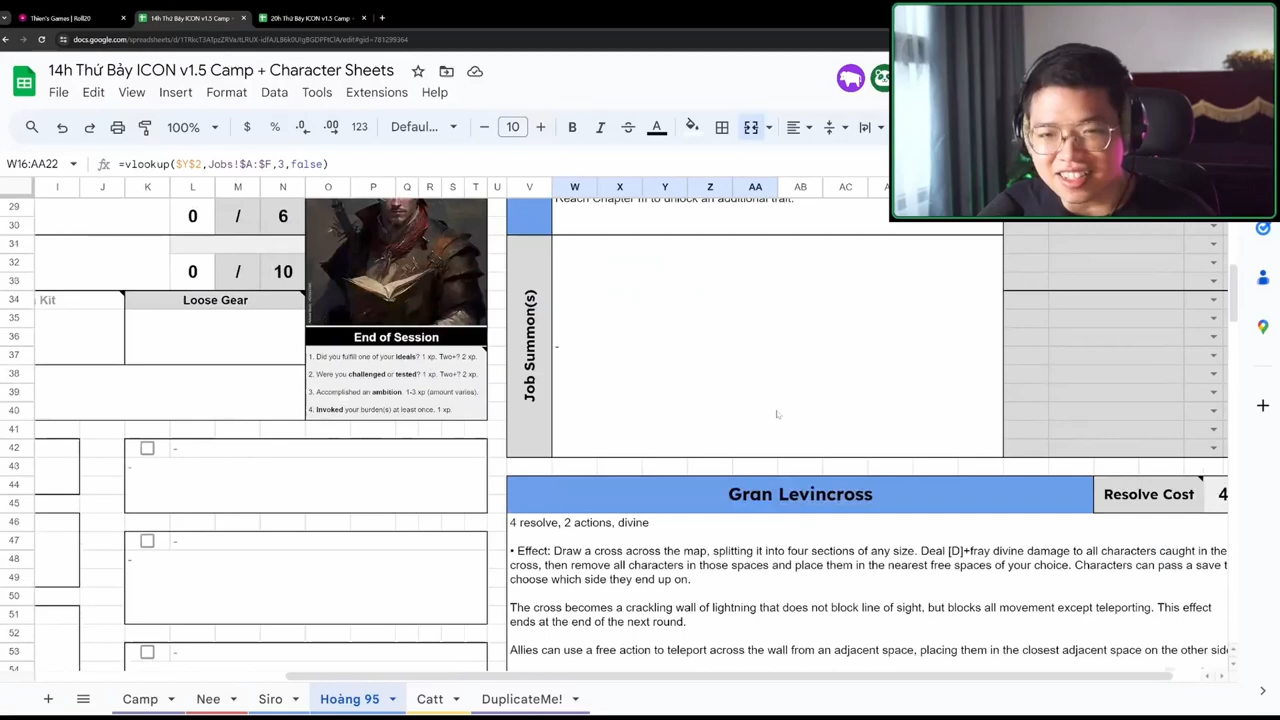 Thien's Games | Roll20
14h Thứ Bảy ICON v1.5 Camp
20h Thứ Bảy ICON v1.5 Camp
14h Thứ Bảy ICON v1.5 Camp + Character Sheets
File Edit View Insert Format Data Tools Extensions Help
100% $ % .0 .00 123 Defaul... 10 B I A
W16:AA22 =vlookup($Y$2,Jobs!$A:$F,3,false)
I J K L M N O P Q R S T U V W X Y Z AA AB AC
29 0 / 6 Reach Chapter III to unlock an additional trait.
30
31
32 0 / 10
33
34 Kit Loose Gear
35
36 End of Session
37 1. Did you fulfill one of your ideals? 1 xp. Two+? 2 xp.
38 2. Were you challenged or tested? 1 xp. Two+? 2 xp.
39 3. Accomplished an ambition. 1-3 xp (amount varies).
40 4. Invoked your burden(s) at least once. 1 xp.
Job Summon(s) -
41
42 -
43 -
44 Gran Levincross Resolve Cost 4
45
46 4 resolve, 2 actions, divine
47 - • Effect: Draw a cross across the map, splitting it into four sections of any size. Deal [D]+fray divine damage to all characters caught in the
48 - cross, then remove all characters in those spaces and place them in the nearest free spaces of your choice. Characters can pass a save t
49 choose which side they end up on.
50
51 The cross becomes a crackling wall of lightning that does not block line of sight, but blocks all movement except teleporting. This effect
52 ends at the end of the next round.
53 - Allies can use a free action to teleport across the wall from an adjacent space, placing them in the closest adjacent space on the other side
54
Camp Nee Siro Hoàng 95 Catt DuplicateMe!